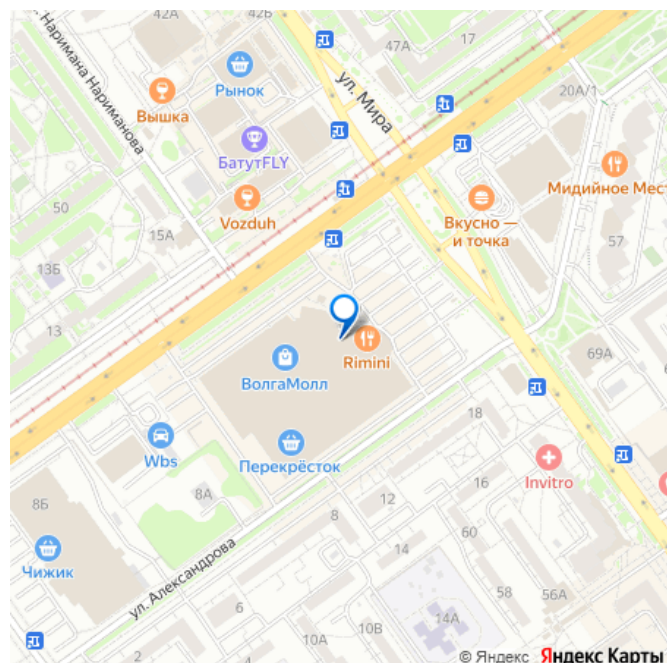 42А
42Б
17
47А
Рынок
ул. Мира
ул. Наримана Нариманова
Вышка
20А/1
БатутFLY
Мидийное Мест
50
Vozduh
Вкусно —
и точка
15А
57
13Б
13
Rimini
69А
ВолгаМолл
18
Wbs
Перекрёсток
16
Invitro
8А
12
8Б
8
60
14
Чижик
ул. Александрова
58
56А
6
14А
10В
10А
2
© Яндекс Яндекс Карты